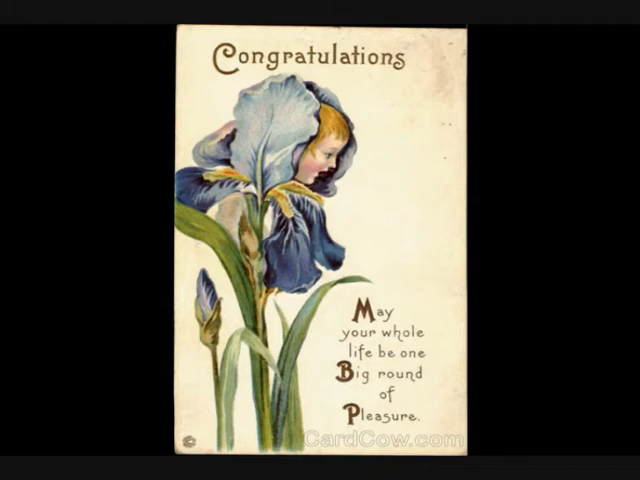 Congratulations
May
your whole
life be one
Big round
of
Pleasure.
CardCow.com